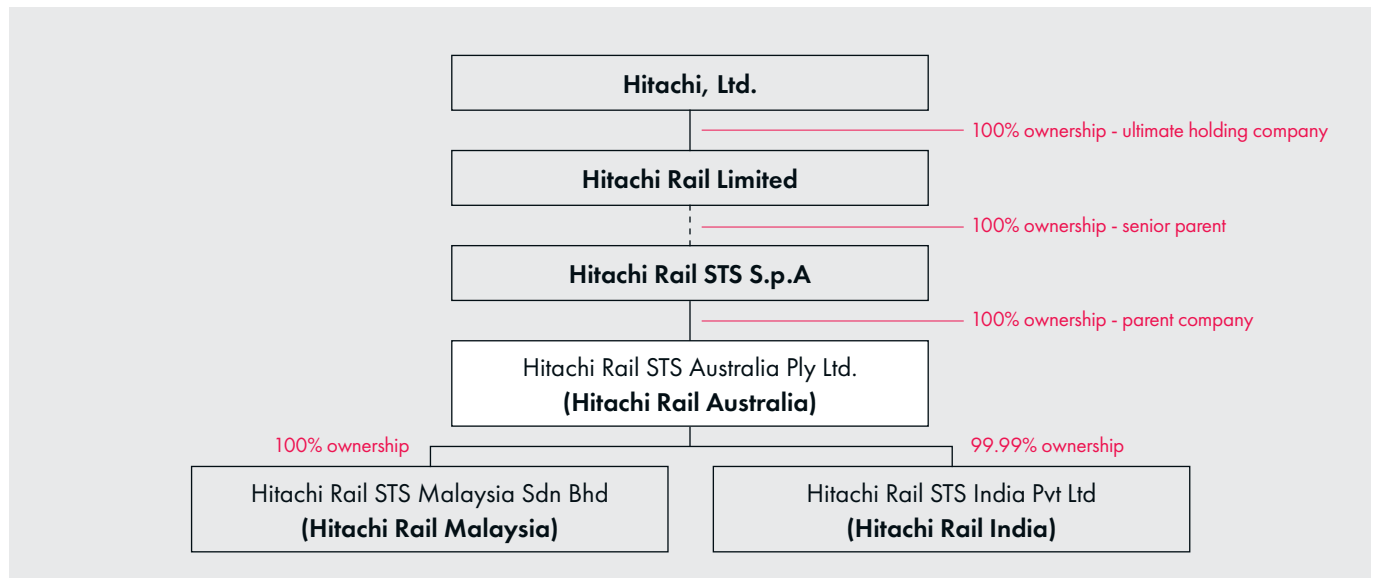 Hitachi, Ltd.
100% ownership - ultimate holding company
Hitachi Rail Limited
100% ownership - senior parent
Hitachi Rail STS S.p.A
100% ownership - parent company
Hitachi Rail STS Australia Ply Ltd.
(Hitachi Rail Australia)
100% ownership
99.99% ownership
Hitachi Rail STS Malaysia Sdn Bhd
(Hitachi Rail Malaysia)
Hitachi Rail STS India Pvt Ltd
(Hitachi Rail India)